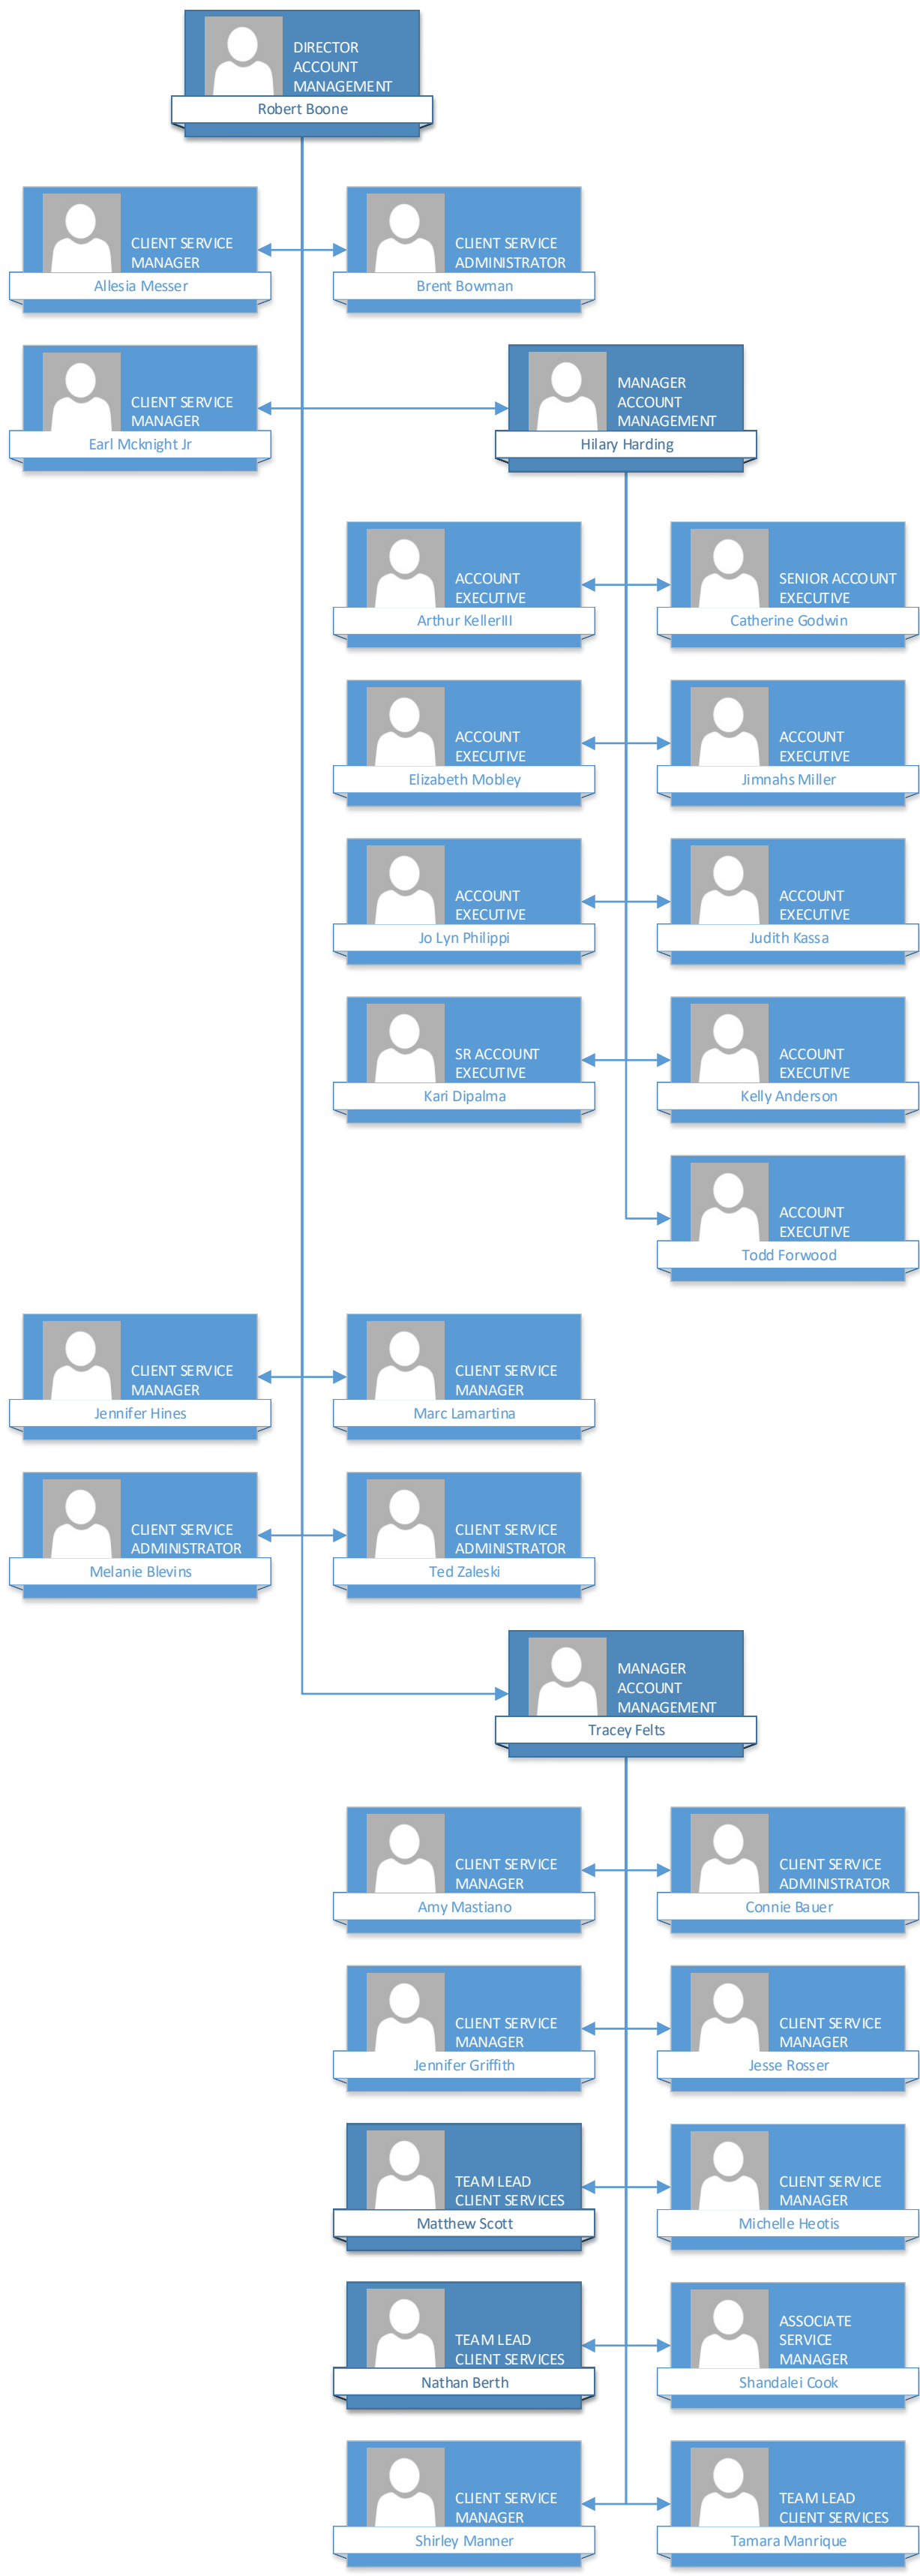 DIRECTOR
ACCOUNT
MANAGEMENT
Robert Boone
CLIENT SERVICE
MANAGER
Allesia Messer
CLIENT SERVICE
ADMINISTRATOR
Brent Bowman
CLIENT SERVICE
MANAGER
Earl Mcknight Jr
MANAGER
ACCOUNT
MANAGEMENT
Hilary Harding
ACCOUNT
EXECUTIVE
Arthur KellerIII
SENIOR ACCOUNT
EXECUTIVE
Catherine Godwin
ACCOUNT
EXECUTIVE
Elizabeth Mobley
ACCOUNT
EXECUTIVE
Jimnahs Miller
ACCOUNT
EXECUTIVE
Jo Lyn Philippi
ACCOUNT
EXECUTIVE
Judith Kassa
SR ACCOUNT
EXECUTIVE
Kari Dipalma
ACCOUNT
EXECUTIVE
Kelly Anderson
ACCOUNT
EXECUTIVE
Todd Forwood
CLIENT SERVICE
MANAGER
Jennifer Hines
CLIENT SERVICE
MANAGER
Marc Lamartina
CLIENT SERVICE
ADMINISTRATOR
Melanie Blevins
CLIENT SERVICE
ADMINISTRATOR
Ted Zaleski
MANAGER
ACCOUNT
MANAGEMENT
Tracey Felts
CLIENT SERVICE
MANAGER
Amy Mastiano
CLIENT SERVICE
ADMINISTRATOR
Connie Bauer
CLIENT SERVICE
MANAGER
Jennifer Griffith
CLIENT SERVICE
MANAGER
Jesse Rosser
TEAM LEAD
CLIENT SERVICES
Matthew Scott
CLIENT SERVICE
MANAGER
Michelle Heotis
TEAM LEAD
CLIENT SERVICES
Nathan Berth
ASSOCIATE
SERVICE
MANAGER
Shandalei Cook
CLIENT SERVICE
MANAGER
Shirley Manner
TEAM LEAD
CLIENT SERVICES
Tamara Manrique